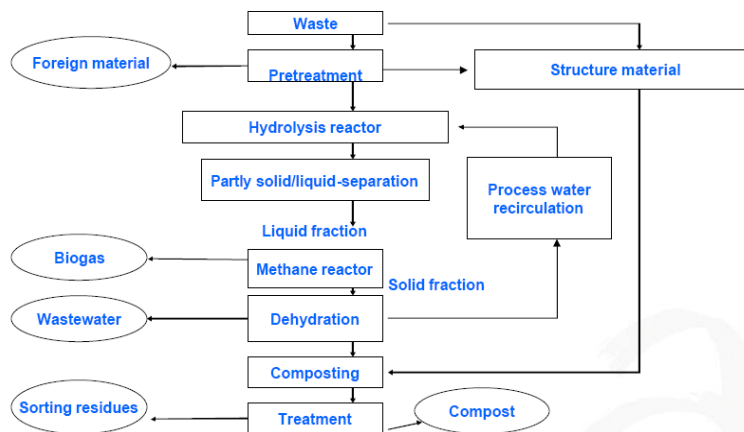 Waste
Foreign material
Pretreatment
Structure material
Hydrolysis reactor
Partly solid/liquid-separation
Process water
recirculation
Liquid fraction
Biogas
Methane reactor
Solid fraction
Wastewater
Dehydration
Composting
Sorting residues
Treatment
Compost